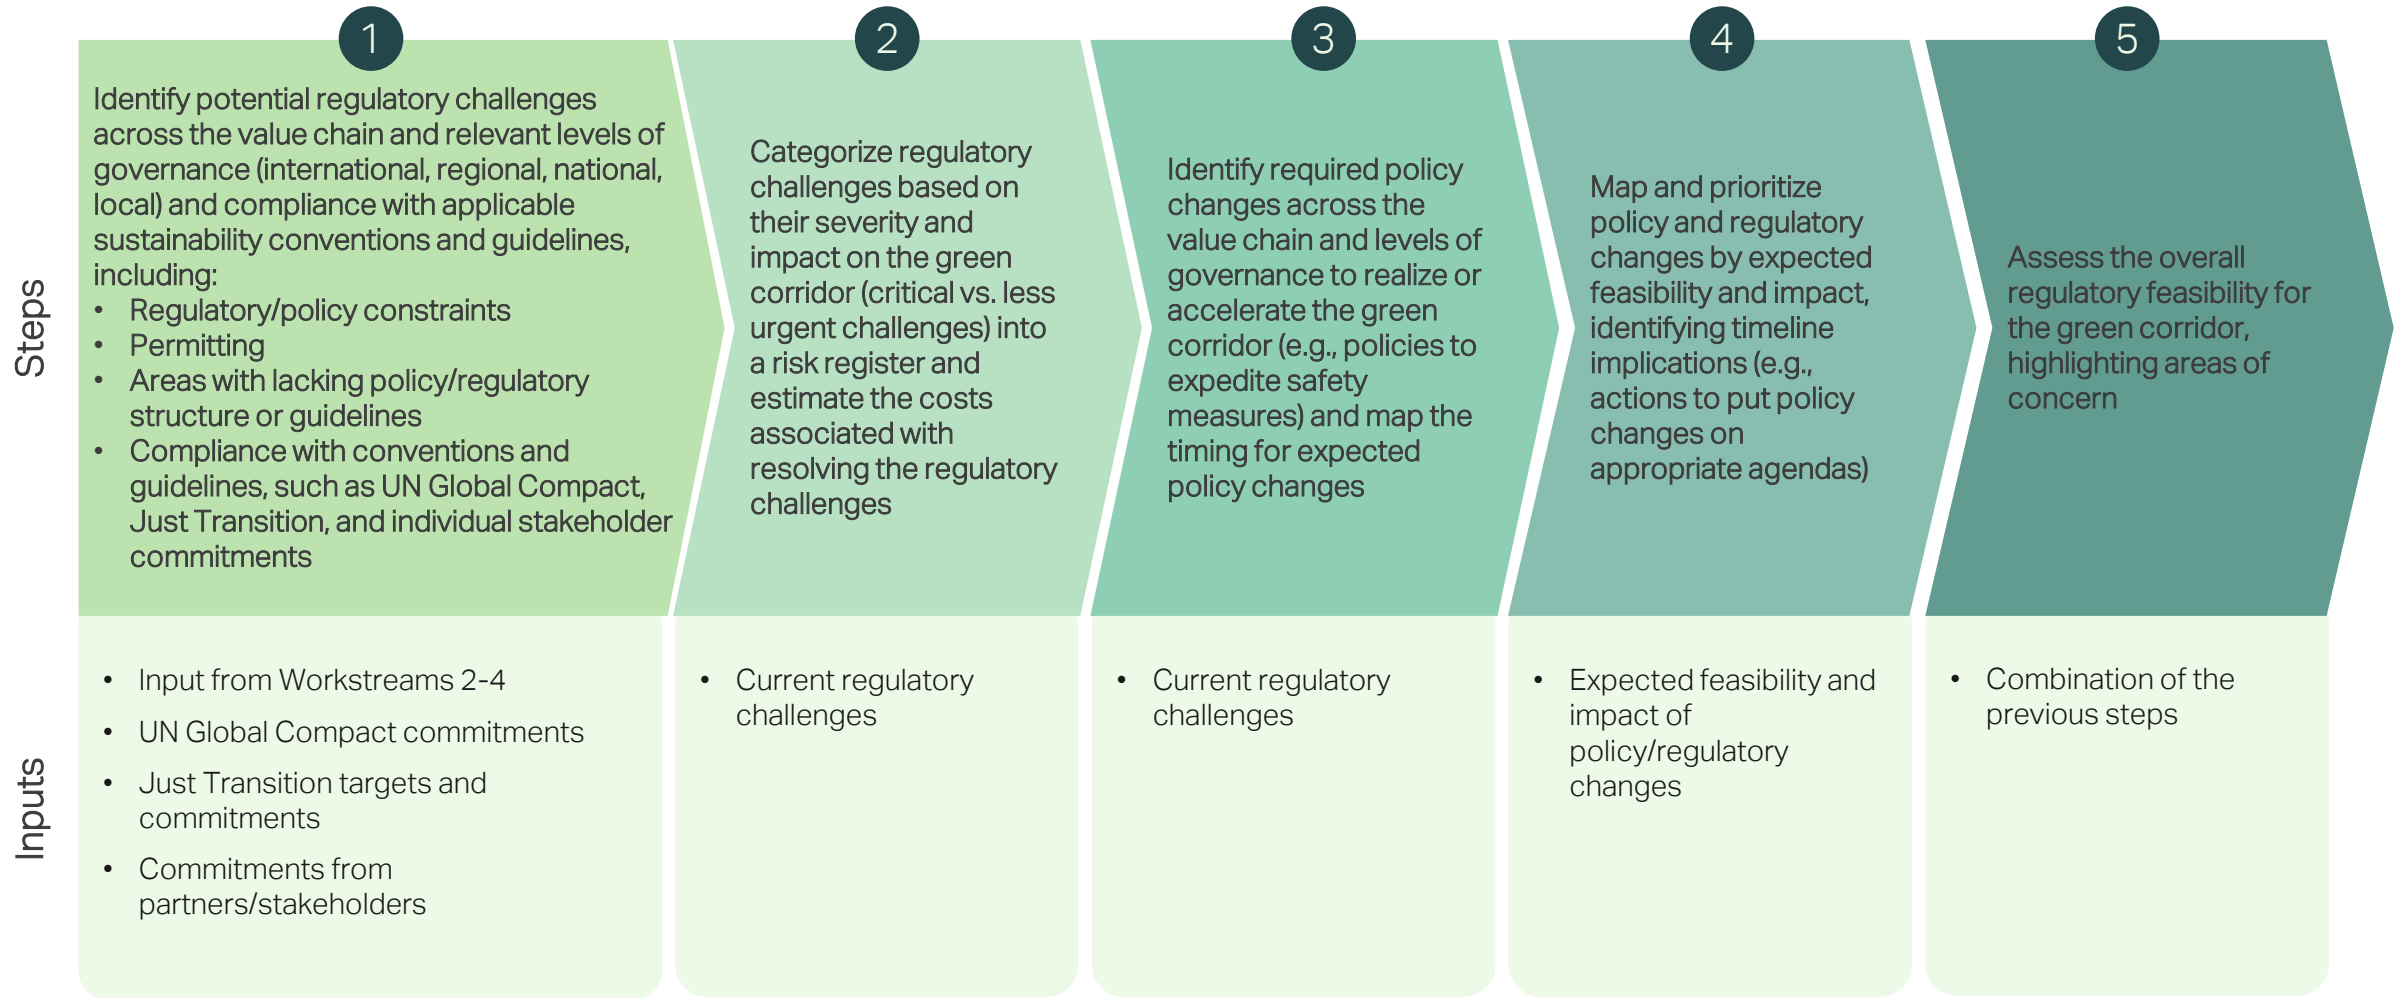 1
2
3
4
5
Steps
Identify potential regulatory challenges
across the value chain and relevant levels of
governance (international, regional, national,
local) and compliance with applicable
sustainability conventions and guidelines,
including:
• Regulatory/policy constraints
• Permitting
• Areas with lacking policy/regulatory
structure or guidelines
• Compliance with conventions and
guidelines, such as UN Global Compact,
Just Transition, and individual stakeholder
commitments
Categorize regulatory
challenges based on
their severity and
impact on the green
corridor (critical vs. less
urgent challenges) into
a risk register and
estimate the costs
associated with
resolving the regulatory
challenges
Identify required policy
changes across the
value chain and levels of
governance to realize or
accelerate the green
corridor (e.g., policies to
expedite safety
measures) and map the
timing for expected
policy changes
Map and prioritize
policy and regulatory
changes by expected
feasibility and impact,
identifying timeline
implications (e.g.,
actions to put policy
changes on
appropriate agendas)
Assess the overall
regulatory feasibility for
the green corridor,
highlighting areas of
concern
Inputs
• Input from Workstreams 2-4
• UN Global Compact commitments
• Just Transition targets and
commitments
• Commitments from
partners/stakeholders
• Current regulatory
challenges
• Current regulatory
challenges
• Expected feasibility and
impact of
policy/regulatory
changes
• Combination of the
previous steps